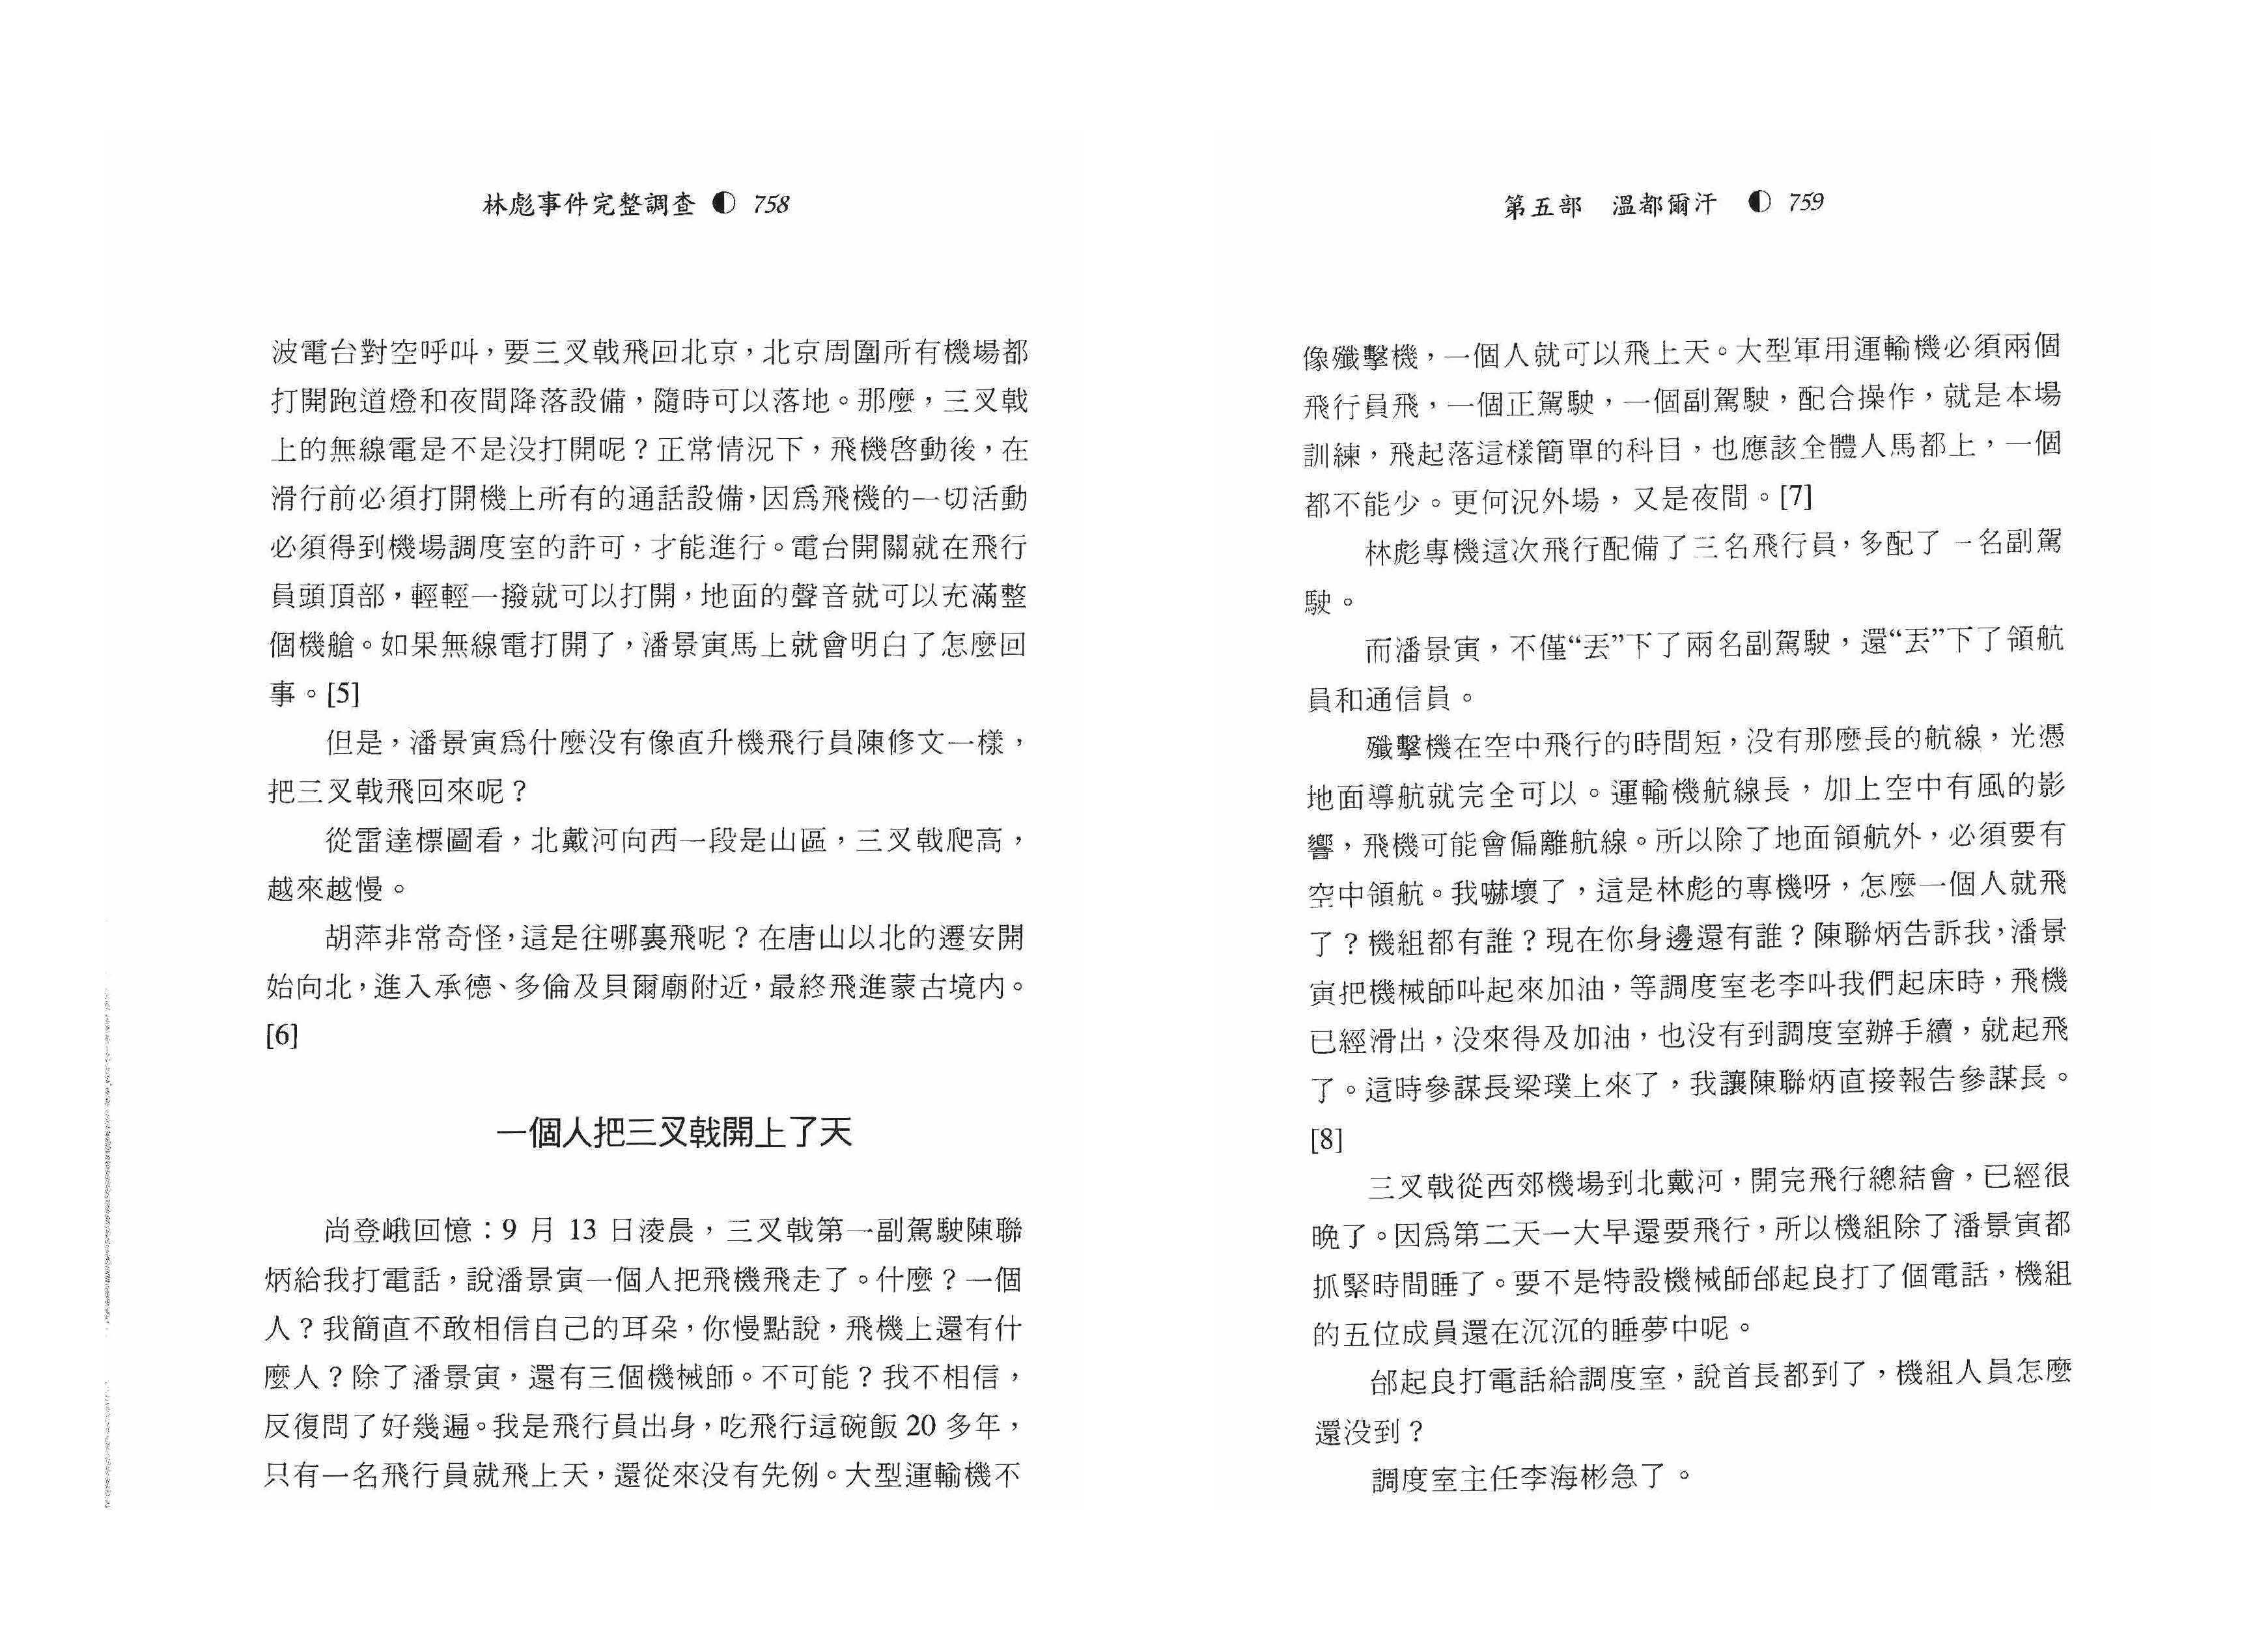 林彪事件完整調查 ◐ 758
波電台對空呼叫，要三叉戟飛回北京，北京周圍所有機場都
打開跑道燈和夜間降落設備，隨時可以落地。那麼，三叉戟
上的無線電是不是没打開呢？正常情況下，飛機啓動後，在
滑行前必須打開機上所有的通話設備，因爲飛機的一切活動
必須得到機場調度室的許可，才能進行。電台開關就在飛行
員頭頂部，輕輕一撥就可以打開，地面的聲音就可以充滿整
個機艙。如果無線電打開了，潘景寅馬上就會明白了怎麼回
事。[5]
但是，潘景寅爲什麼没有像直升機飛行員陳修文一樣，
把三叉戟飛回來呢？
從雷達標圖看，北戴河向西一段是山區，三叉戟爬高，
越來越慢。
胡萍非常奇怪，這是往哪裏飛呢？在唐山以北的遷安開
始向北，進入承德、多倫及貝爾廟附近，最終飛進蒙古境内。
[6]
一個人把三叉戟開上了天
尚登峨回憶：9 月 13 日淩晨，三叉戟第一副駕駛陳聯
炳給我打電話，說潘景寅一個人把飛機飛走了。什麼？一個
人？我簡直不敢相信自己的耳朵，你慢點說，飛機上還有什
麼人？除了潘景寅，還有三個機械師。不可能？我不相信，
反復問了好幾遍。我是飛行員出身，吃飛行這碗飯 20 多年，
只有一名飛行員就飛上天，還從來没有先例。大型運輸機不
第五部 溫都爾汗 ◐ 759
像殲擊機，一個人就可以飛上天。大型軍用運輸機必須兩個
飛行員飛，一個正駕駛，一個副駕駛，配合操作，就是本場
訓練，飛起落這樣簡單的科目，也應該全體人馬都上，一個
都不能少。更何況外場，又是夜間。[7]
林彪專機這次飛行配備了三名飛行員，多配了一名副駕
駛。
而潘景寅，不僅“丟”下了兩名副駕駛，還“丟”下了領航
員和通信員。
殲擊機在空中飛行的時間短，没有那麼長的航線，光憑
地面導航就完全可以。運輸機航線長，加上空中有風的影
響，飛機可能會偏離航線。所以除了地面領航外，必須要有
空中領航。我嚇壞了，這是林彪的專機呀，怎麼一個人就飛
了？機組都有誰？現在你身邊還有誰？陳聯炳告訴我，潘景
寅把機械師叫起來加油，等調度室老李叫我們起床時，飛機
已經滑出，没來得及加油，也没有到調度室辦手續，就起飛
了。這時參謀長梁璞上來了，我讓陳聯炳直接報告參謀長。
[8]
三叉戟從西郊機場到北戴河，開完飛行總結會，已經很
晚了。因爲第二天一大早還要飛行，所以機組除了潘景寅都
抓緊時間睡了。要不是特設機械師邰起良打了個電話，機組
的五位成員還在沉沉的睡夢中呢。
邰起良打電話給調度室，說首長都到了，機組人員怎麼
還没到？
調度室主任李海彬急了。